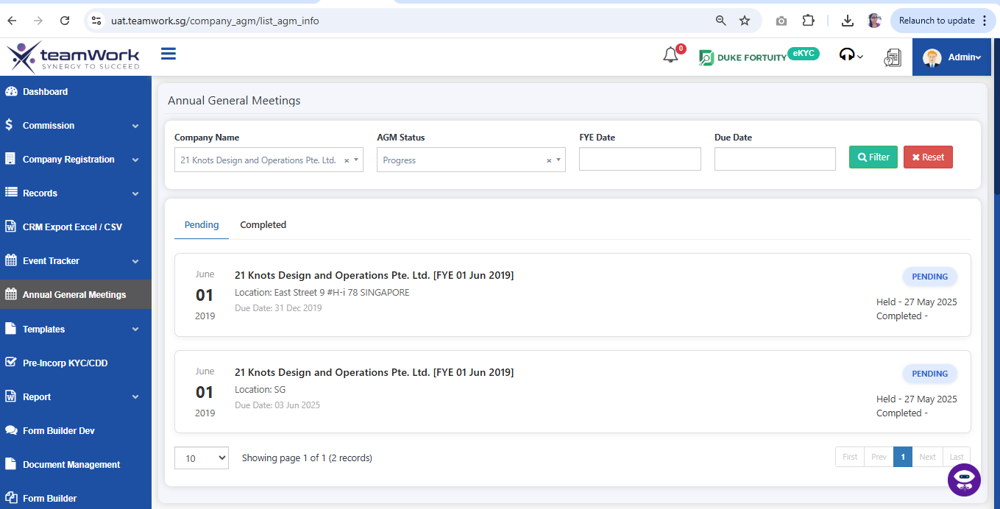 uat.teamwork.sg/company_agm/list_agm_info
Relaunch to update
teamWork
SYNERGY TO SUCCEED
0
DUKE FORTUITY
eKYC
Admin
Dashboard
Commission
Company Registration
Records
CRM Export Excel / CSV
Event Tracker
Annual General Meetings
Templates
Pre-Incorp KYC/CDD
Report
Form Builder Dev
Document Management
Form Builder
Annual General Meetings
Company Name
AGM Status
FYE Date
Due Date
21 Knots Design and Operations Pte. Ltd. ×
Progress ×
Filter
Reset
Pending
Completed
June
01
2019
21 Knots Design and Operations Pte. Ltd. [FYE 01 Jun 2019]
Location: East Street 9 #H-i 78 SINGAPORE
Due Date: 31 Dec 2019
PENDING
Held - 27 May 2025
Completed -
June
01
2019
21 Knots Design and Operations Pte. Ltd. [FYE 01 Jun 2019]
Location: SG
Due Date: 03 Jun 2025
PENDING
Held - 27 May 2025
Completed -
10
Showing page 1 of 1 (2 records)
First
Prev
1
Next
Last